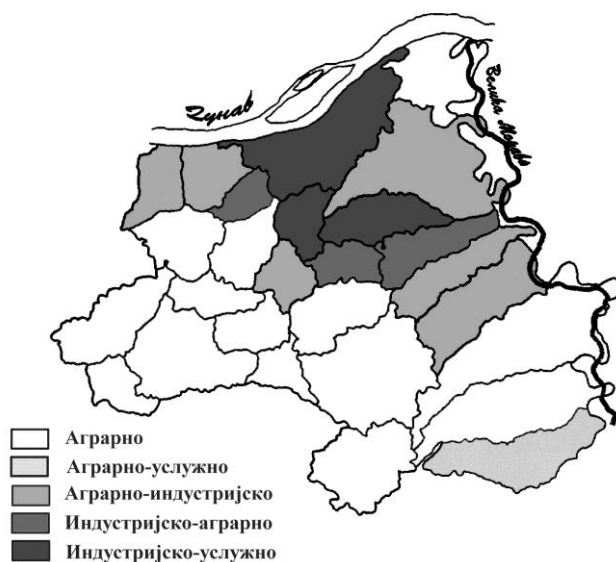 Дунав
Велика Морава
Аграрно
Аграрно-услужно
Аграрно-индустријско
Индустријско-аграрно
Индустријско-услужно